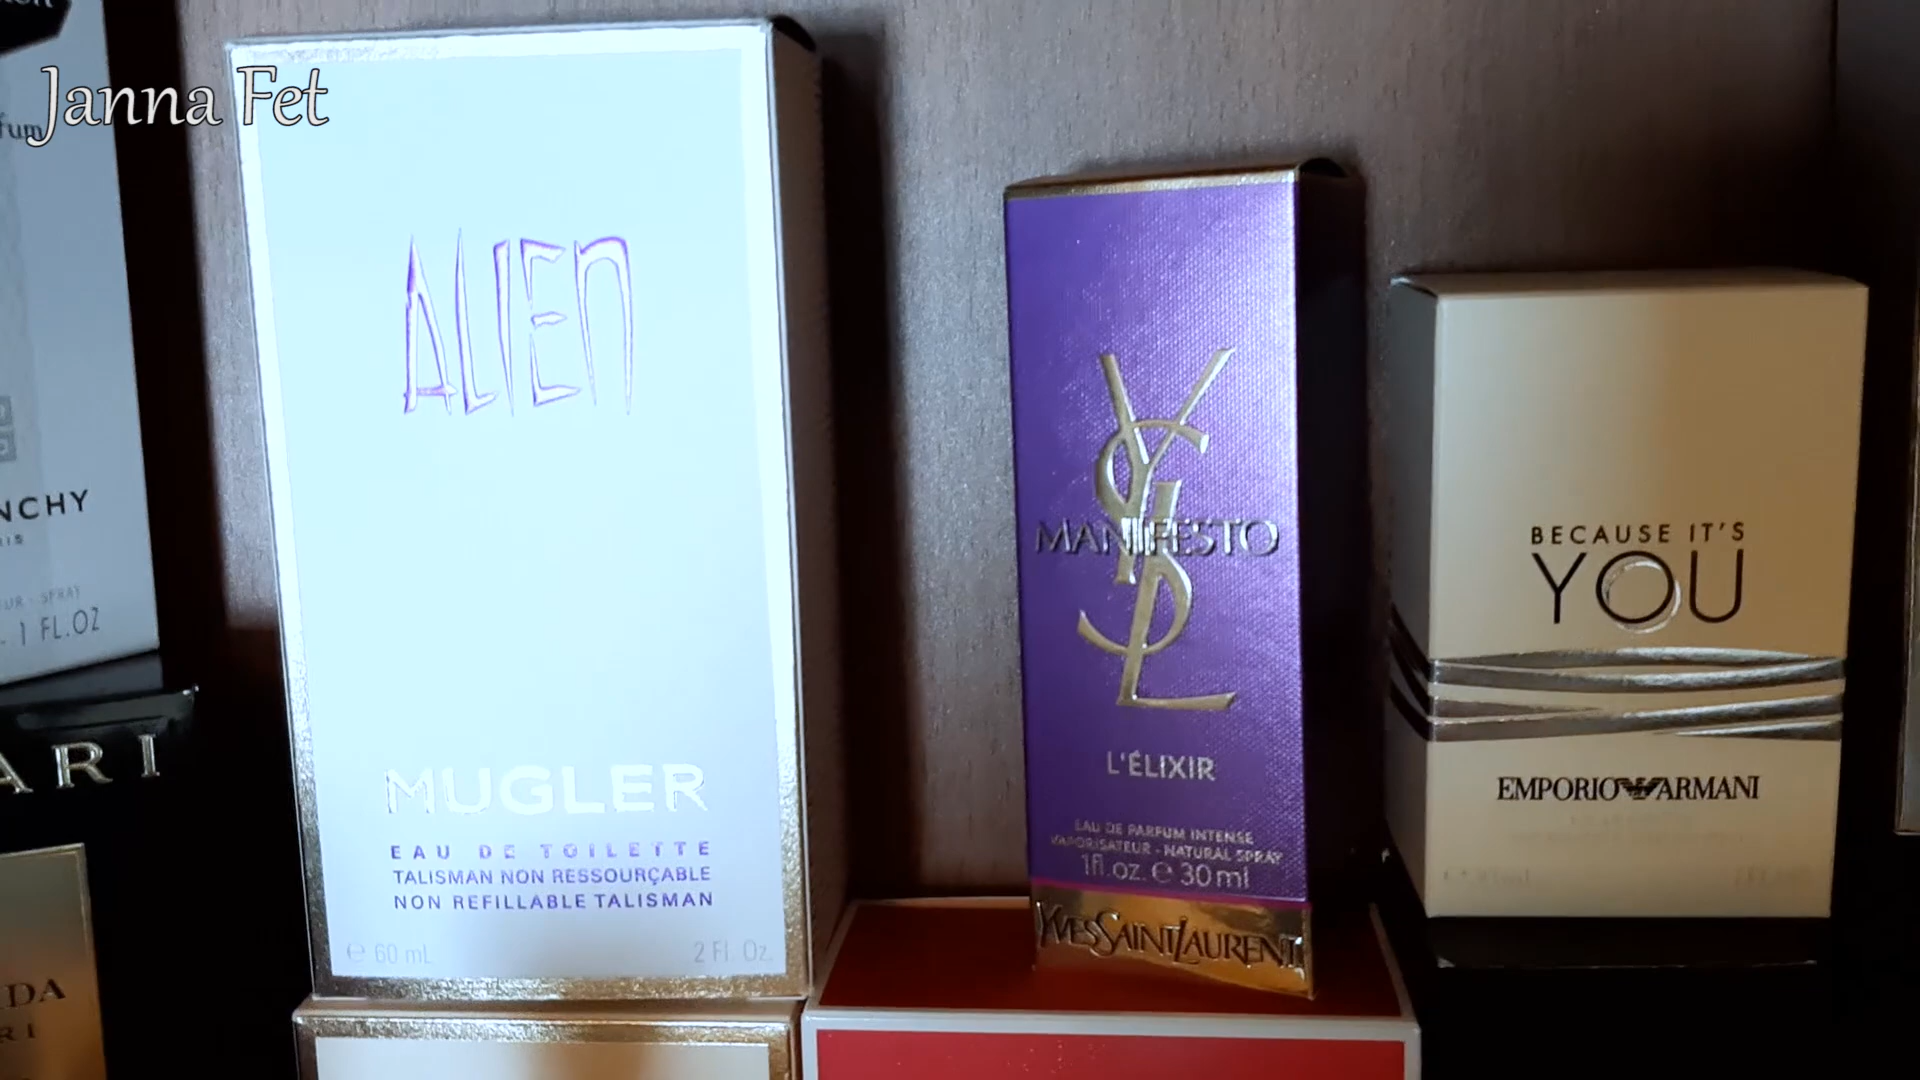 Janna Fet
NCHY
1 FL.OZ
ARI
DA
RI
ALIEN
MUGLER
EAU DE TOILETTE
TALISMAN NON RESSOURÇABLE
NON REFILLABLE TALISMAN
e 60 mL 2 Fl. Oz.
YSL
MANIFESTO
L'ÉLIXIR
EAU DE PARFUM INTENSE
VAPORISATEUR - NATURAL SPRAY
1fl.oz. e 30ml
YVESSAINTLAURENT
BECAUSE IT'S
YOU
EMPORIO ARMANI